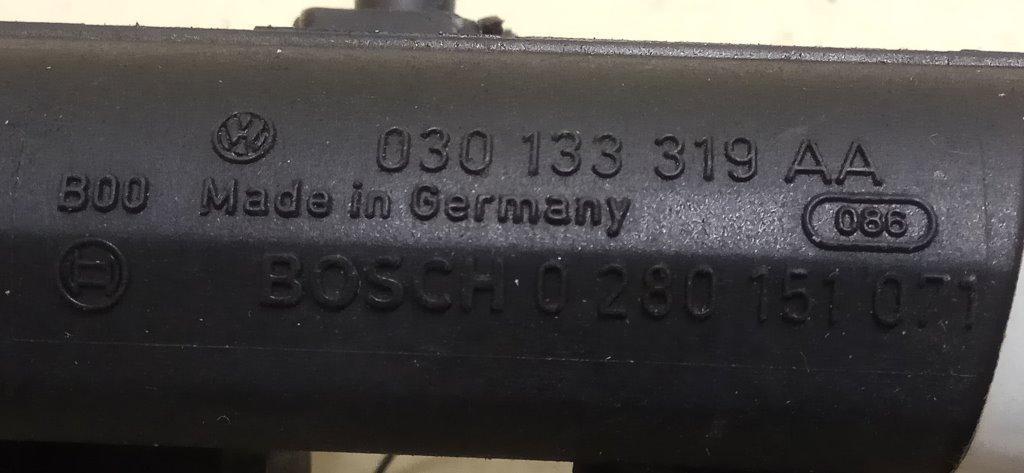 030 133 319 AA
B00 Made in Germany
086
BOSCH 0 280 151 071